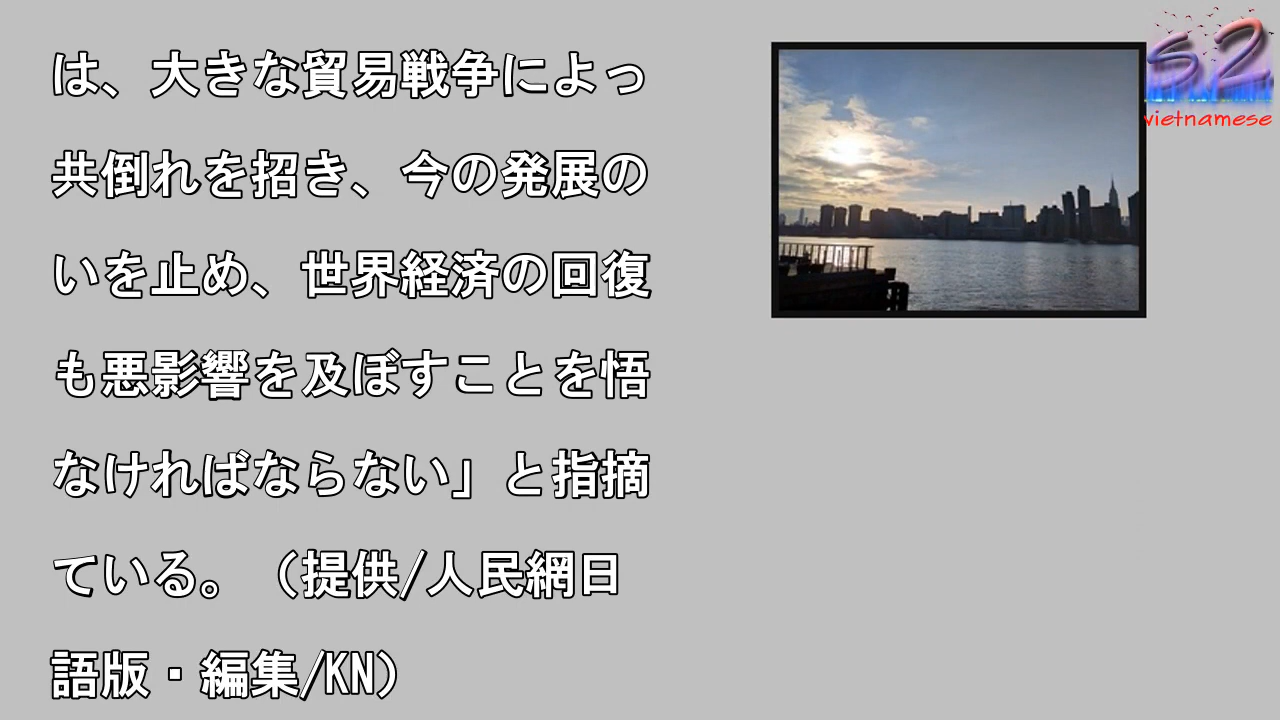 は、大きな貿易戦争によっ
共倒れを招き、今の発展の
いを止め、世界経済の回復
も悪影響を及ぼすことを悟
なければならない」と指摘
ている。（提供/人民網日
語版・編集/KN）
S2
vietnamese